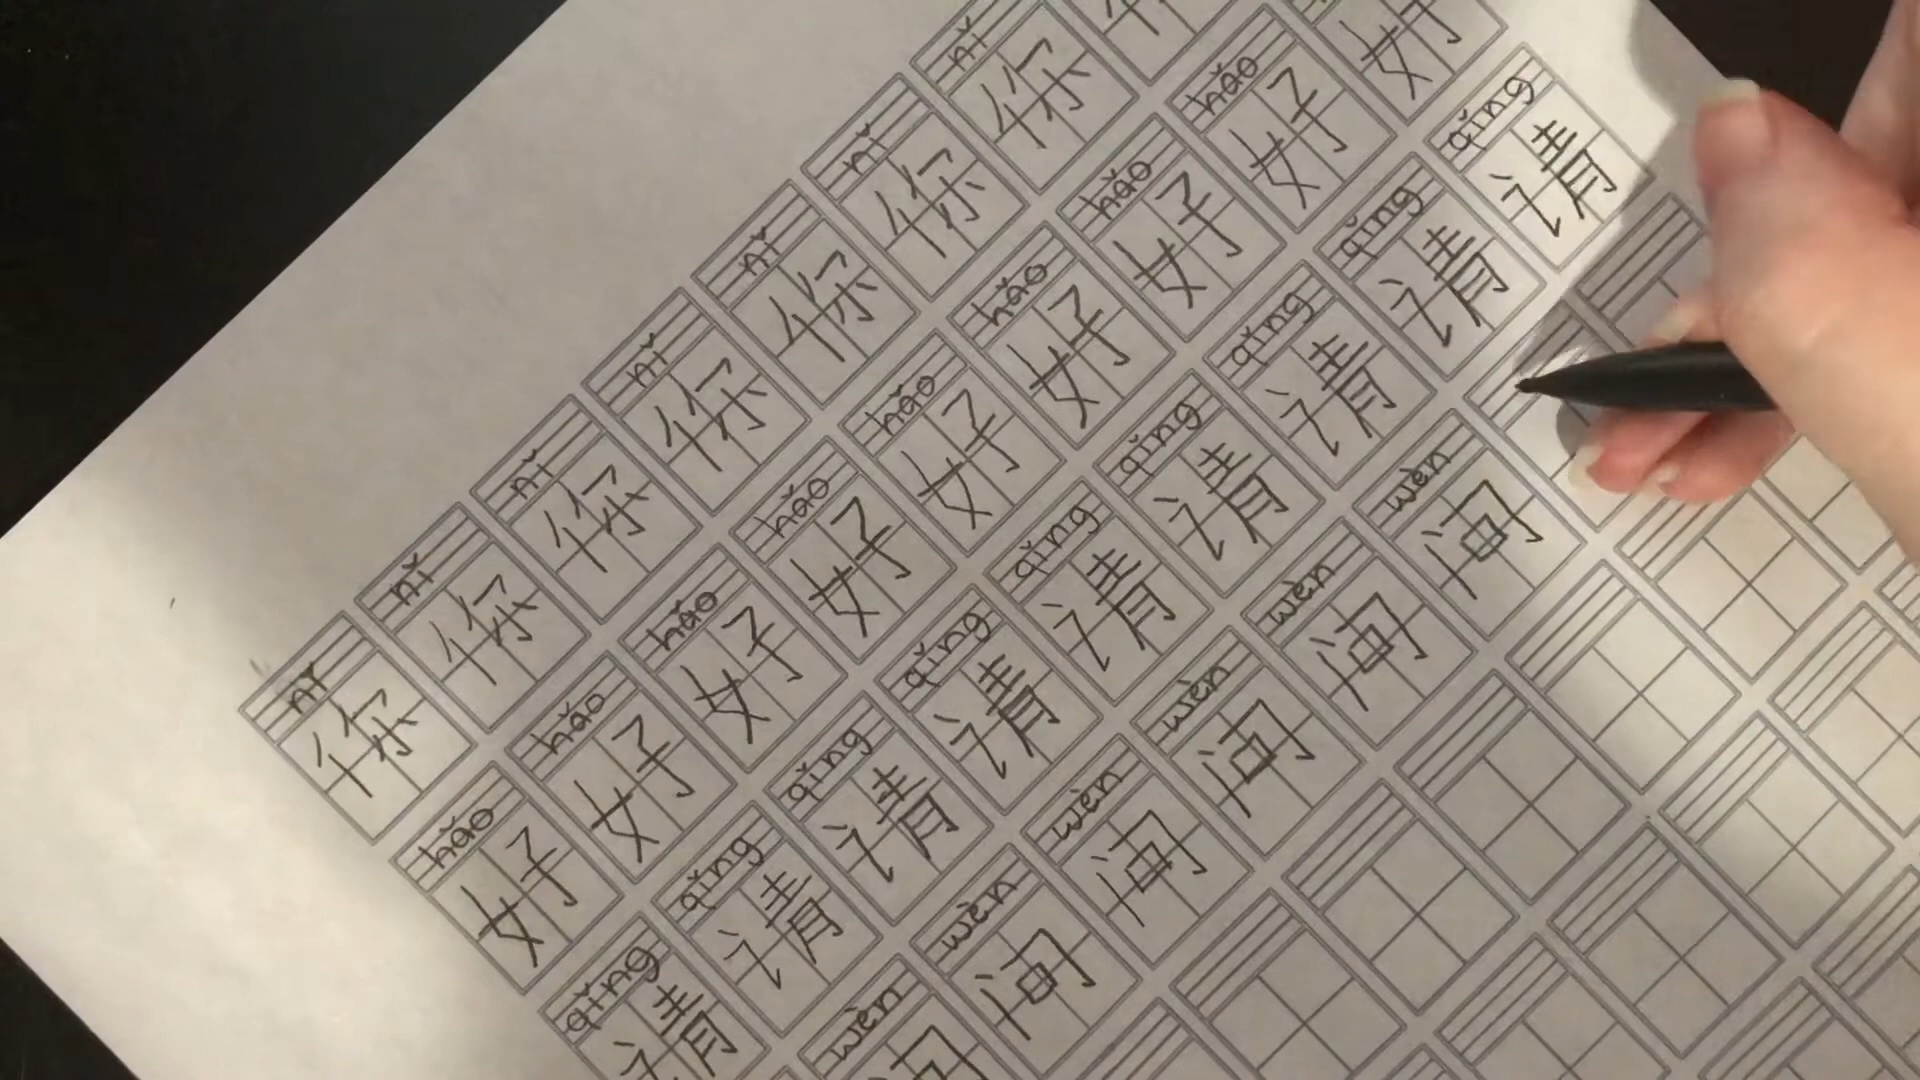 nǐ nǐ nǐ nǐ nǐ nǐ nǐ
你 你 你 你 你 你 你
hǎo hǎo hǎo hǎo hǎo hǎo hǎo hǎo
好 好 好 好 好 好 好 好 好
qǐng qǐng qǐng qǐng qǐng qǐng qǐng qǐng qǐng
请 请 请 请 请 请 请 请 请
wèn wèn wèn wèn wèn wèn
问 问 问 问 问 问